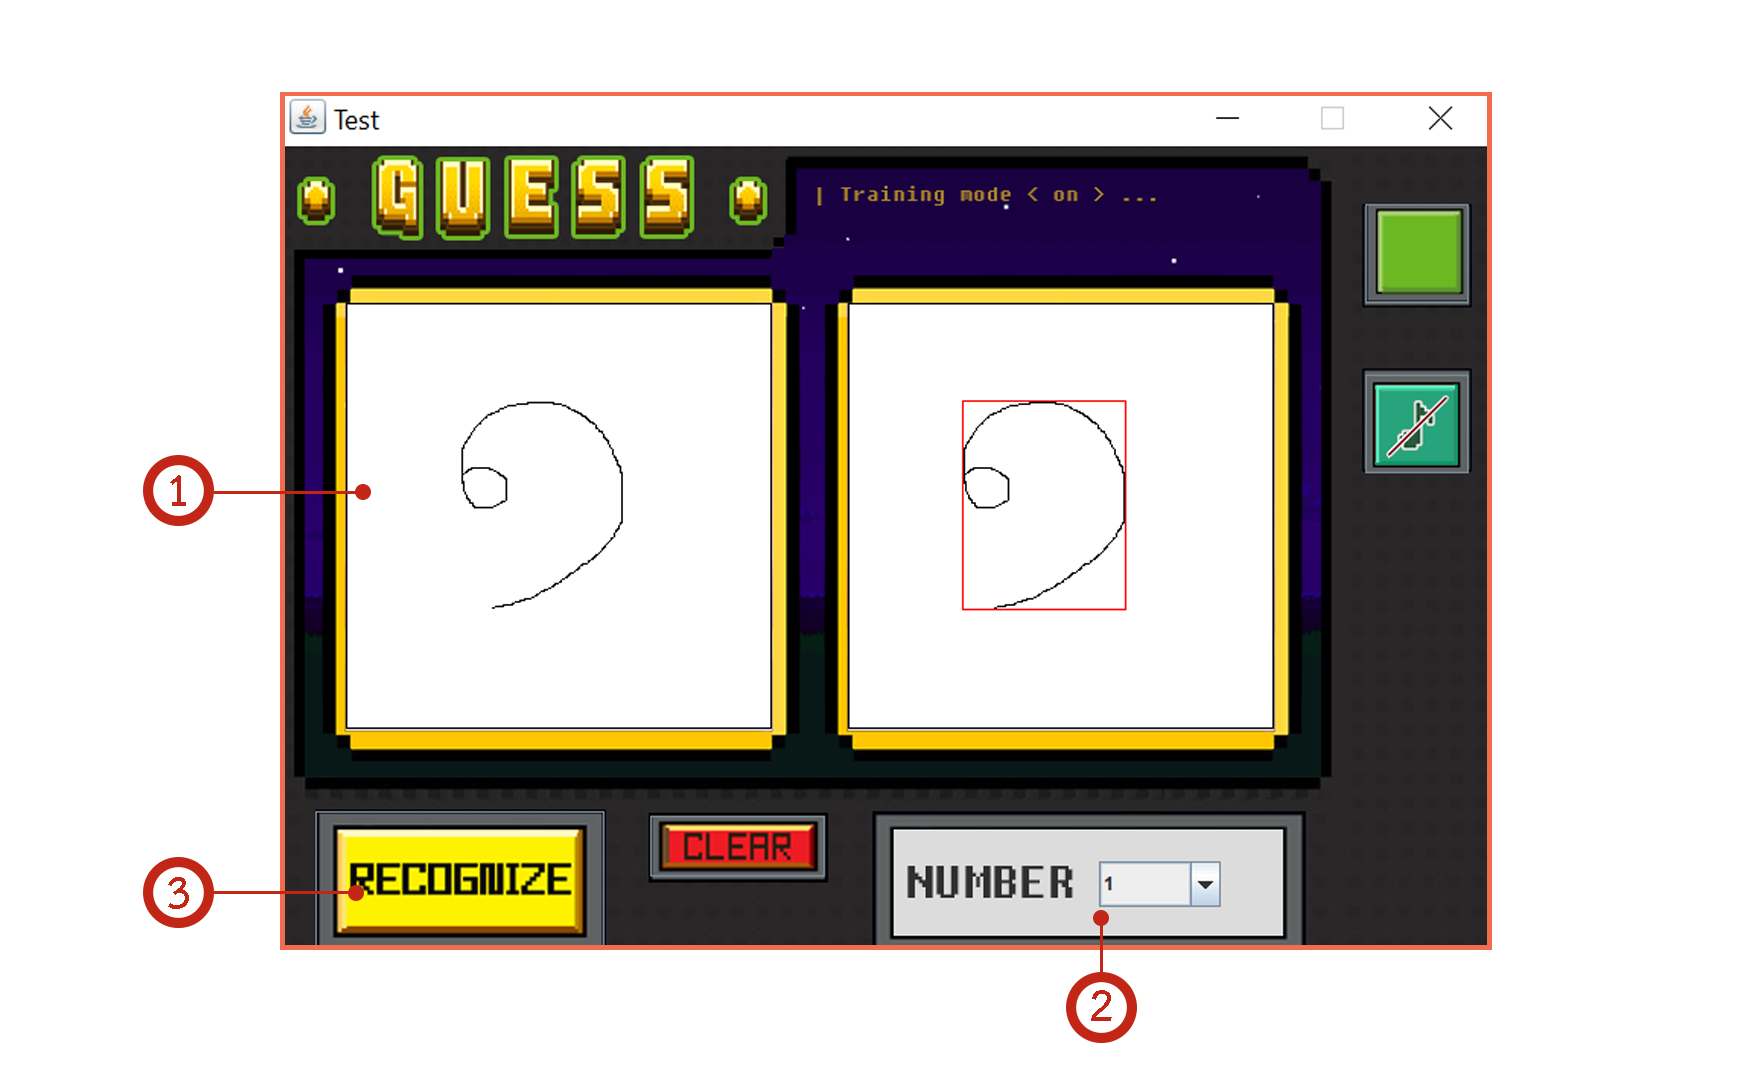 Test
GUESS
| Training mode < on > ...
1
3
RECOGNIZE
CLEAR
NUMBER 1
2